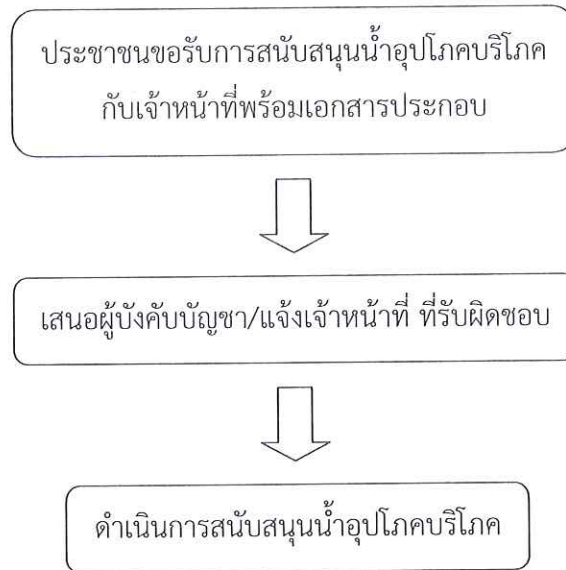 ประชาชนขอรับการสนับสนุนน้ำอุปโภคบริโภค
กับเจ้าหน้าที่พร้อมเอกสารประกอบ
เสนอผู้บังคับบัญชา/แจ้งเจ้าหน้าที่ ที่รับผิดชอบ
ดำเนินการสนับสนุนน้ำอุปโภคบริโภค